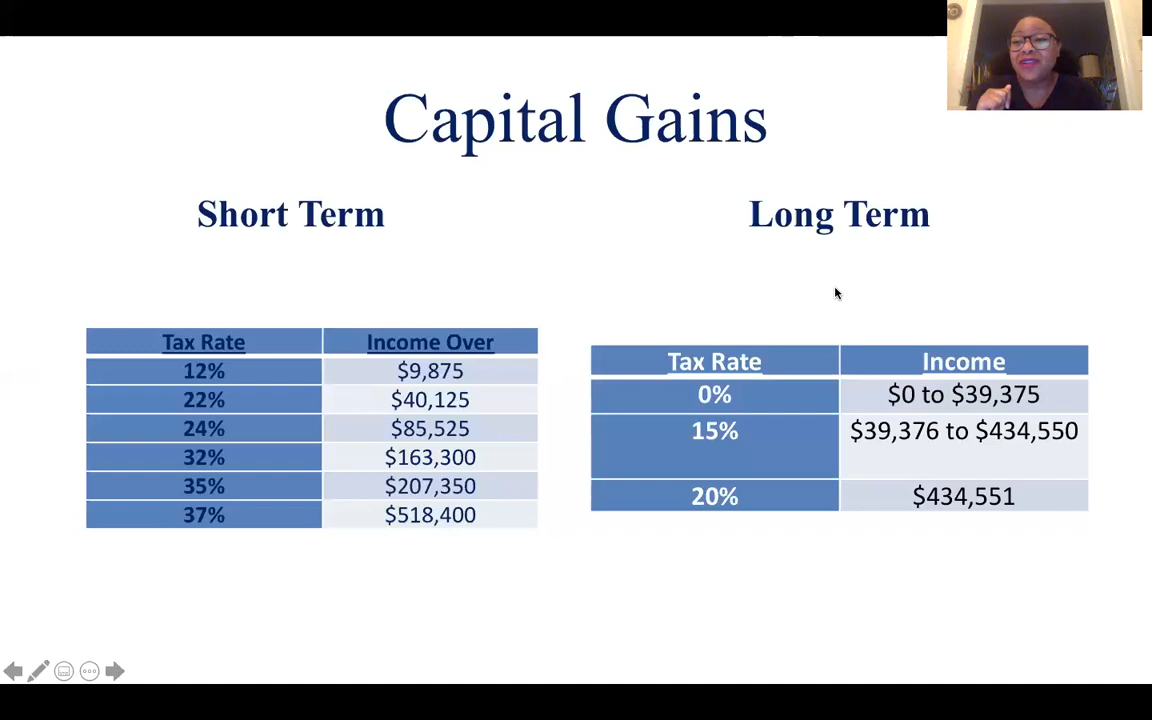 Capital Gains
Short Term
Long Term
Tax Rate Income Over
12% $9,875
22% $40,125
24% $85,525
32% $163,300
35% $207,350
37% $518,400
Tax Rate Income
0% $0 to $39,375
15% $39,376 to $434,550
20% $434,551